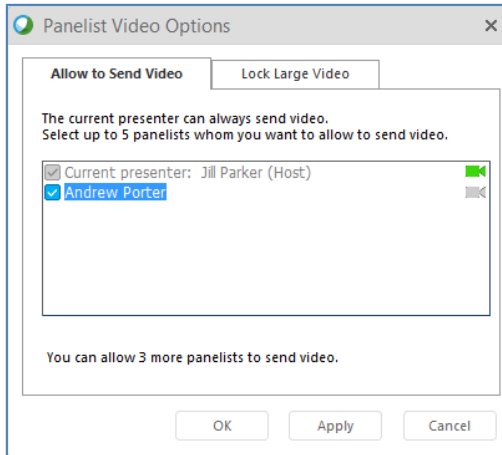 Panelist Video Options
Allow to Send Video
Lock Large Video
The current presenter can always send video.
Select up to 5 panelists whom you want to allow to send video.
Current presenter: Jill Parker (Host)
Andrew Porter
You can allow 3 more panelists to send video.
OK
Apply
Cancel